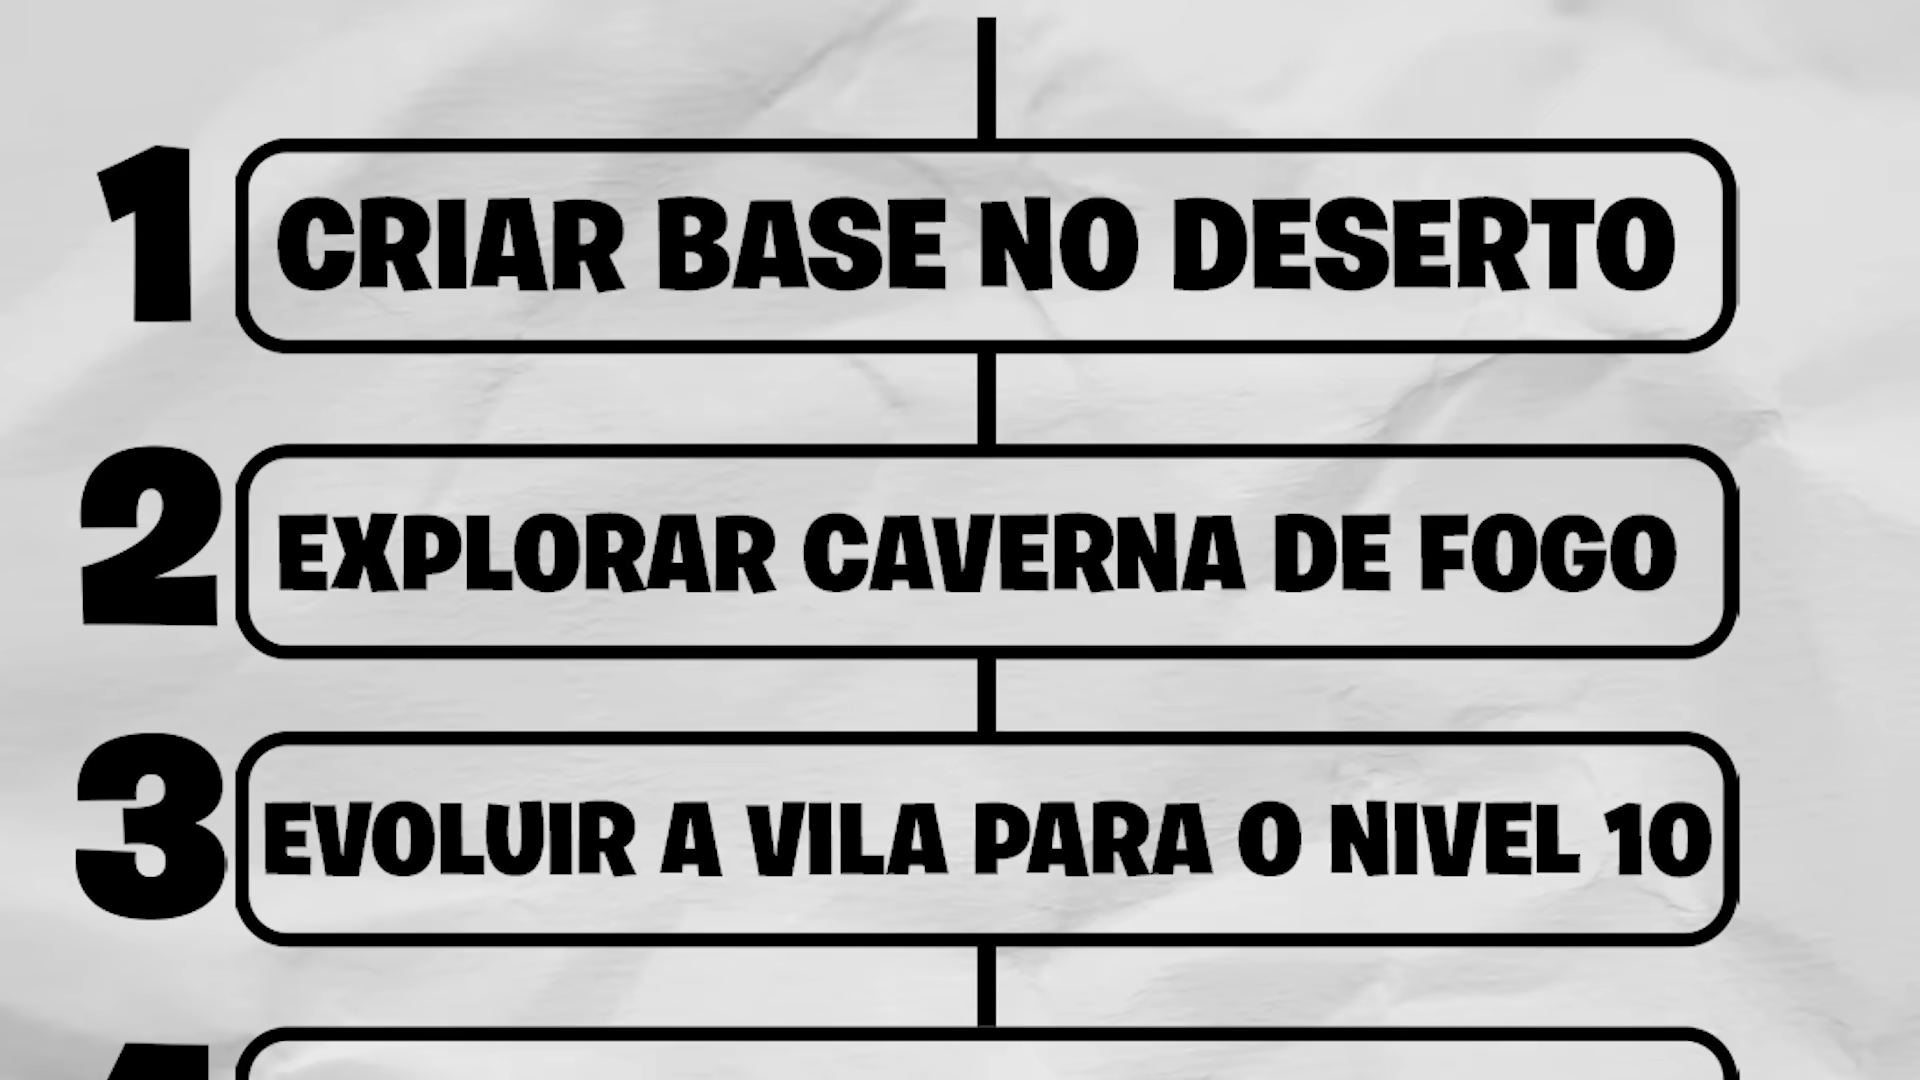 1 CRIAR BASE NO DESERTO
2 EXPLORAR CAVERNA DE FOGO
3 EVOLUIR A VILA PARA O NIVEL 10